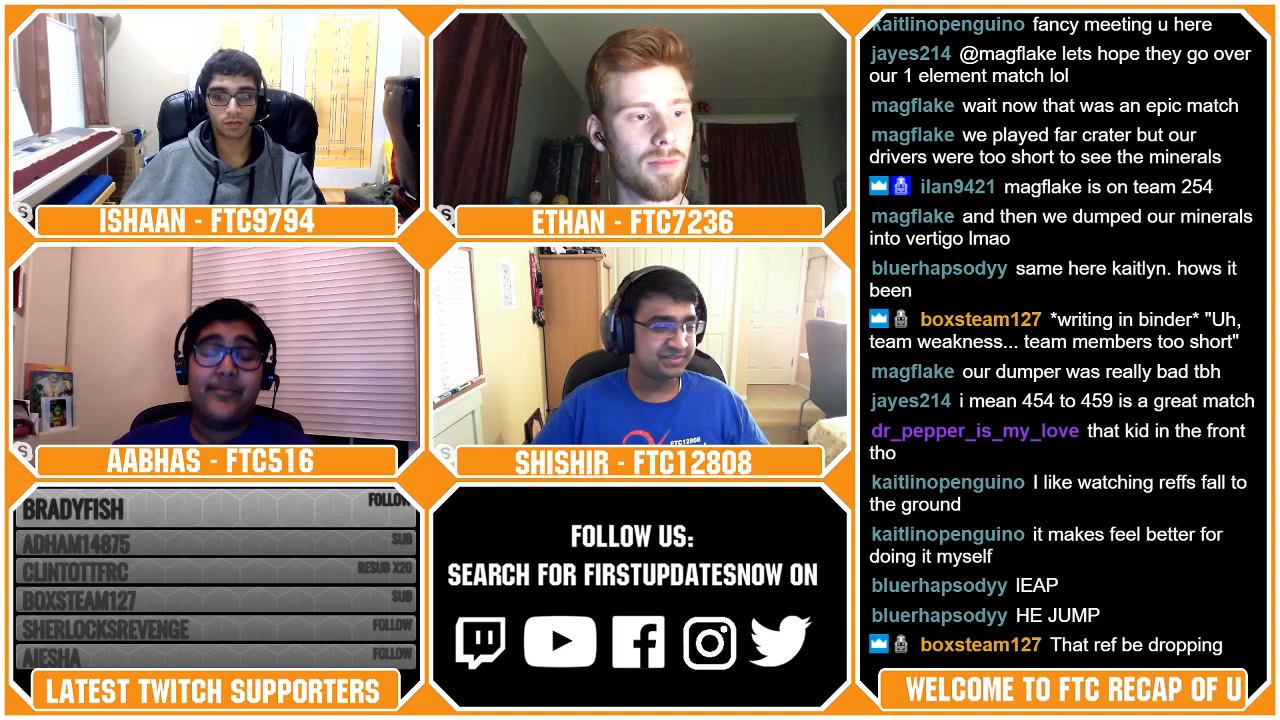 ISHAAN - FTC9794
ETHAN - FTC7236
AABHAS - FTC516
FTC12808
SHISHIR - FTC12808
BRADYFISH FOLLOW
ADHAM14875 SUB
CLINTOTTFRC RESUB X20
BOXSTEAM127 SUB
SHERLOCKSREVENGE FOLLOW
AIESHA FOLLOW
LATEST TWITCH SUPPORTERS
FOLLOW US:
SEARCH FOR FIRSTUPDATESNOW ON
kaitlinopenguino fancy meeting u here
jayes214 @magflake lets hope they go over
our 1 element match lol
magflake wait now that was an epic match
magflake we played far crater but our
drivers were too short to see the minerals
ilan9421 magflake is on team 254
magflake and then we dumped our minerals
into vertigo lmao
bluerhapsodyy same here kaitlyn. hows it
been
boxsteam127 *writing in binder* "Uh,
team weakness... team members too short"
magflake our dumper was really bad tbh
jayes214 i mean 454 to 459 is a great match
dr_pepper_is_my_love that kid in the front
tho
kaitlinopenguino I like watching reffs fall to
the ground
kaitlinopenguino it makes feel better for
doing it myself
bluerhapsodyy lEAP
bluerhapsodyy HE JUMP
boxsteam127 That ref be dropping
WELCOME TO FTC RECAP OF U